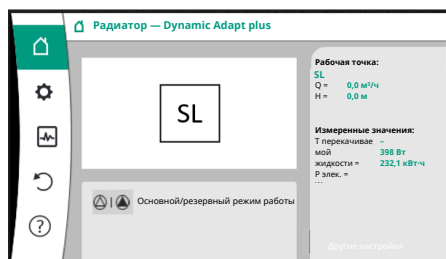 Радиатор — Dynamic Adapt plus
SL
Основной/резервный режим работы
Рабочая точка:
SL
Q = 0,0 м³/ч
H = 0,0 м
Измеренные значения:
T перекачивае –
мой 398 Вт
жидкости = 232,1 кВт·ч
P элек. =
Другие настройки
?